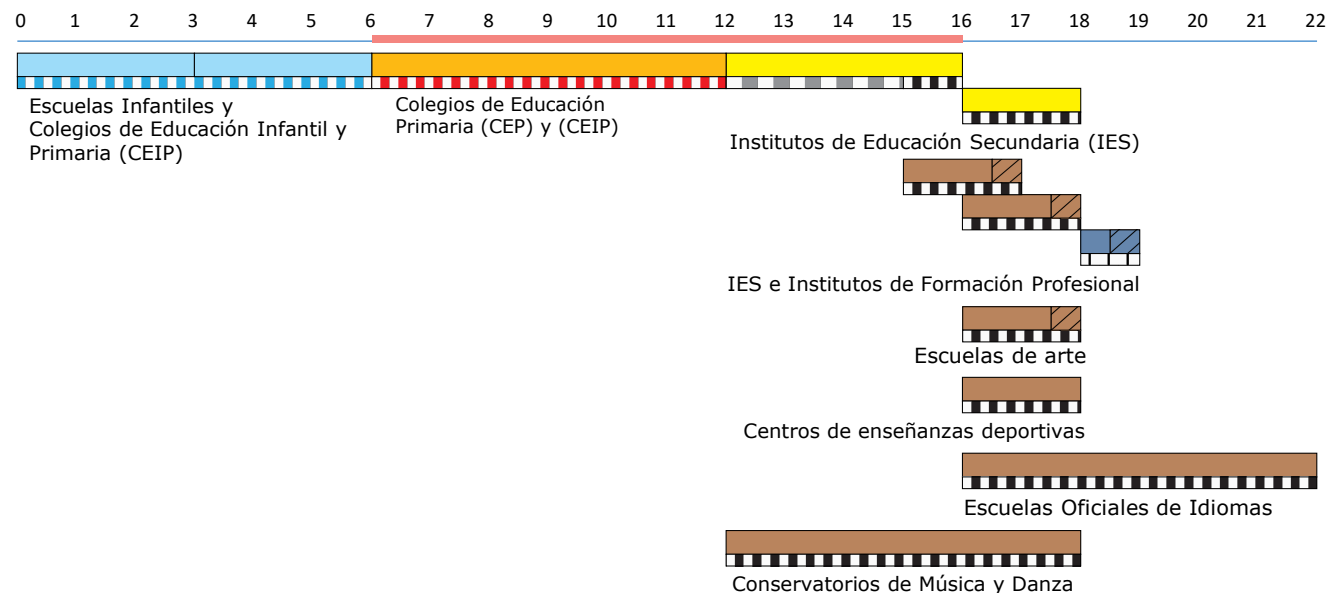 0 1 2 3 4 5 6 7 8 9 10 11 12 13 14 15 16 17 18 19 20 21 22
Escuelas Infantiles y
Colegios de Educación Infantil y
Primaria (CEIP)
Colegios de Educación
Primaria (CEP) y (CEIP)
Institutos de Educación Secundaria (IES)
IES e Institutos de Formación Profesional
Escuelas de arte
Centros de enseñanzas deportivas
Escuelas Oficiales de Idiomas
Conservatorios de Música y Danza